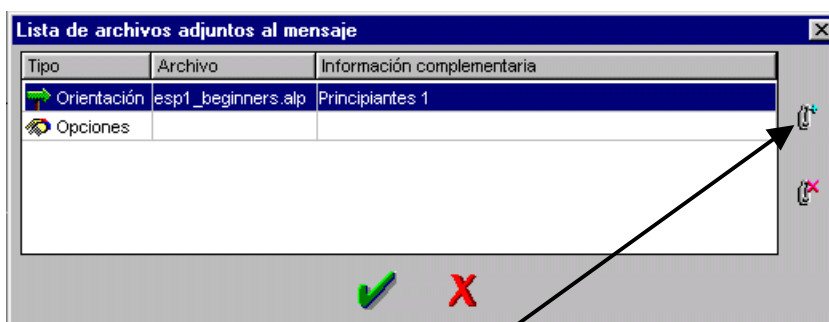 Lista de archivos adjuntos al mensaje
Tipo Archivo Información complementaria
Orientación esp1_beginners.alp Principiantes 1
Opciones